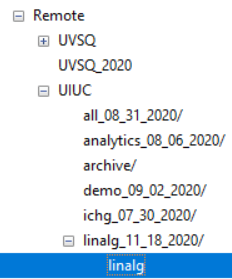 Remote
UVSQ
UVSQ_2020
UIUC
all_08_31_2020/
analytics_08_06_2020/
archive/
demo_09_02_2020/
ichg_07_30_2020/
linalg_11_18_2020/
linalg